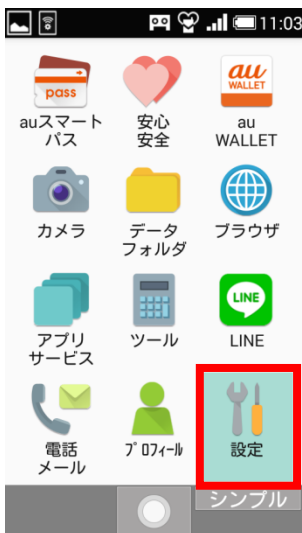 11:03
pass
au
WALLET
auスマート
パス
安心
安全
au
WALLET
カメラ
データ
フォルダ
ブラウザ
LINE
アプリ
サービス
ツール
LINE
電話
メール
ﾌﾟﾛﾌｨｰﾙ
設定
シンプル